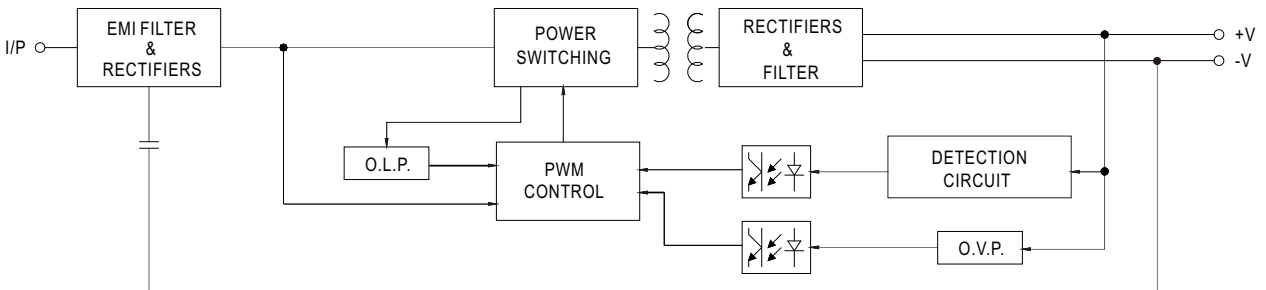 I/P
EMI FILTER
&
RECTIFIERS
POWER
SWITCHING
RECTIFIERS
&
FILTER
+V
-V
O.L.P.
PWM
CONTROL
DETECTION
CIRCUIT
O.V.P.